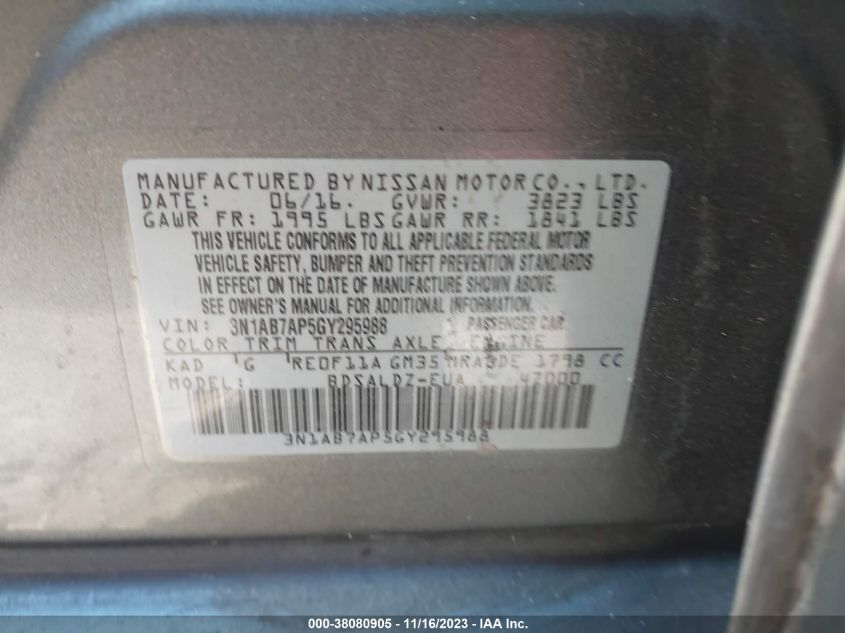 MANUFACTURED BY NISSAN MOTOR CO., LTD.
DATE: 06/16. GVWR: 3823 LBS
GAWR FR: 1995 LBS GAWR RR: 1841 LBS
THIS VEHICLE CONFORMS TO ALL APPLICABLE FEDERAL MOTOR
VEHICLE SAFETY, BUMPER AND THEFT PREVENTION STANDARDS
IN EFFECT ON THE DATE OF MANUFACTURE SHOWN ABOVE.
SEE OWNER'S MANUAL FOR ADDITIONAL INFORMATION.
VIN: 3N1AB7AP5GY295988 PASSENGER CAR.
COLOR TRIM TRANS AXLE ENGINE
KAD G RE0F11A GM35 1798 CC
MODEL: BDSALDZ-EUA 47000
3N1AB7AP5GY295988
000-38080905 - 11/16/2023 - IAA Inc.